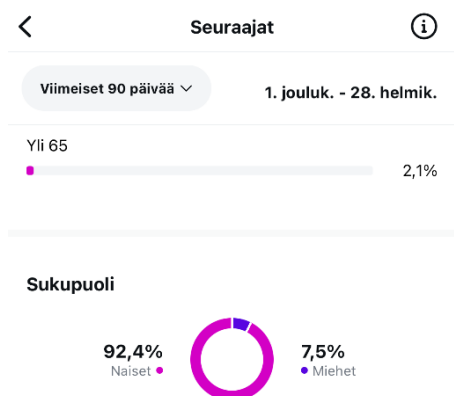 Seuraajat
Viimeiset 90 päivää
1. jouluk. - 28. helmik.
Yli 65
2,1%
Sukupuoli
92,4%
Naiset
7,5%
Miehet